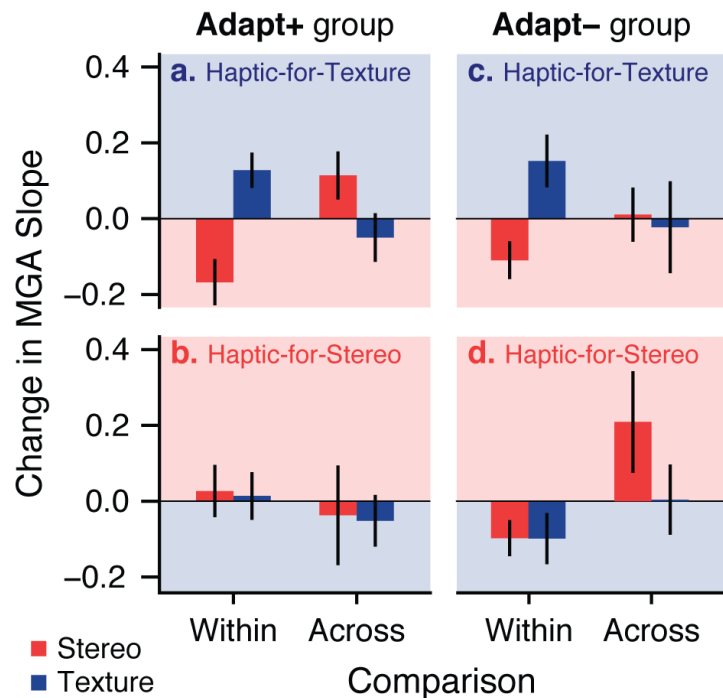 Adapt+ group
Adapt– group
Change in MGA Slope
a. Haptic-for-Texture
c. Haptic-for-Texture
0.4
0.2
0.0
−0.2
b. Haptic-for-Stereo
d. Haptic-for-Stereo
0.4
0.2
0.0
−0.2
Within
Across
Within
Across
Stereo
Texture
Comparison